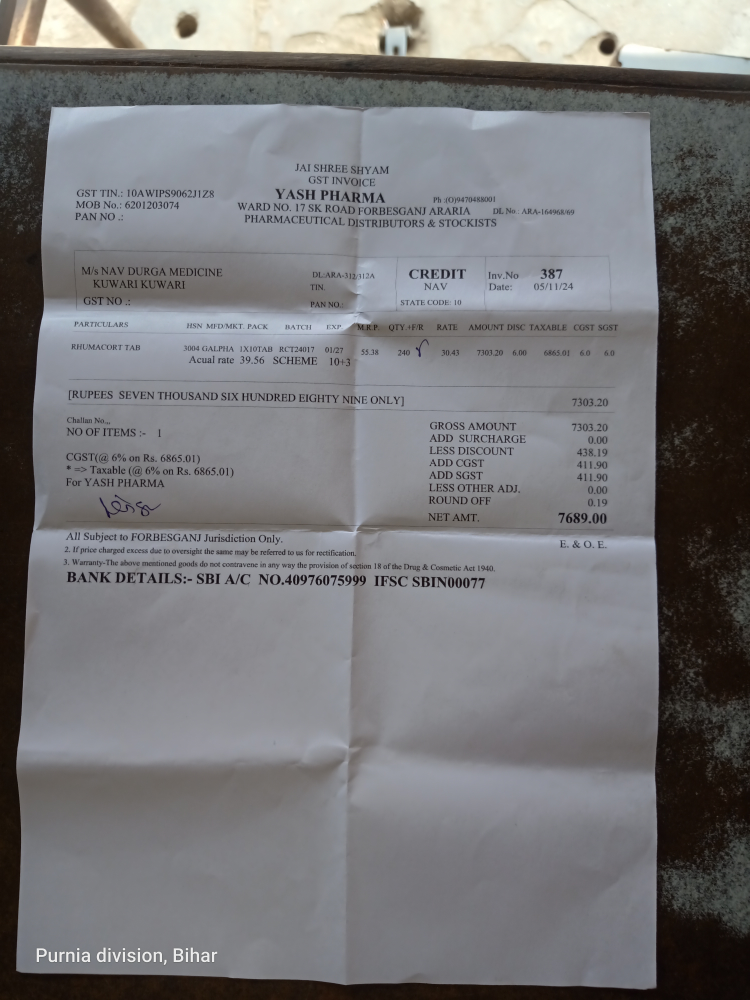 JAI SHREE SHYAM
GST INVOICE
GST TIN.: 10AWIPS9062J1Z8
YASH PHARMA
Ph :(O)9470488001
MOB No.: 6201203074
WARD NO. 17 SK ROAD FORBESGANJ ARARIA
DL No.: ARA-164968/69
PAN NO .:
PHARMACEUTICAL DISTRIBUTORS & STOCKISTS
M/s NAV DURGA MEDICINE
DL:ARA-312/312A
CREDIT
Inv.No 387
KUWARI KUWARI
TIN.
NAV
Date: 05/11/24
GST NO .:
PAN NO.:
STATE CODE: 10
PARTICULARS HSN MFD/MKT. PACK BATCH EXP. M.R.P. QTY +F/R RATE AMOUNT DISC TAXABLE CGST SGST
RHUMACORT TAB 3004 GALPHA 1X10TAB RCT24017 01/27 55.38 240 30.43 7303.20 6.00 6865.01 6.0 6.0
Acual rate 39.56 SCHEME 10+3
[RUPEES SEVEN THOUSAND SIX HUNDRED EIGHTY NINE ONLY] 7303.20
Challan No...
NO OF ITEMS :- 1
CGST(@ 6% on Rs. 6865.01)
* => Taxable (@ 6% on Rs. 6865.01)
For YASH PHARMA
GROSS AMOUNT 7303.20
ADD SURCHARGE 0.00
LESS DISCOUNT 438.19
ADD CGST 411.90
ADD SGST 411.90
LESS OTHER ADJ. 0.00
ROUND OFF 0.19
NET AMT. 7689.00
All Subject to FORBESGANJ Jurisdiction Only.
E. & O. E.
2. If price charged excess due to oversight the same may be referred to us for rectification.
3. Warranty-The above mentioned goods do not contravene in any way the provision of section 18 of the Drug & Cosmetic Act 1940.
BANK DETAILS:- SBI A/C NO.40976075999 IFSC SBIN00077
Purnia division, Bihar